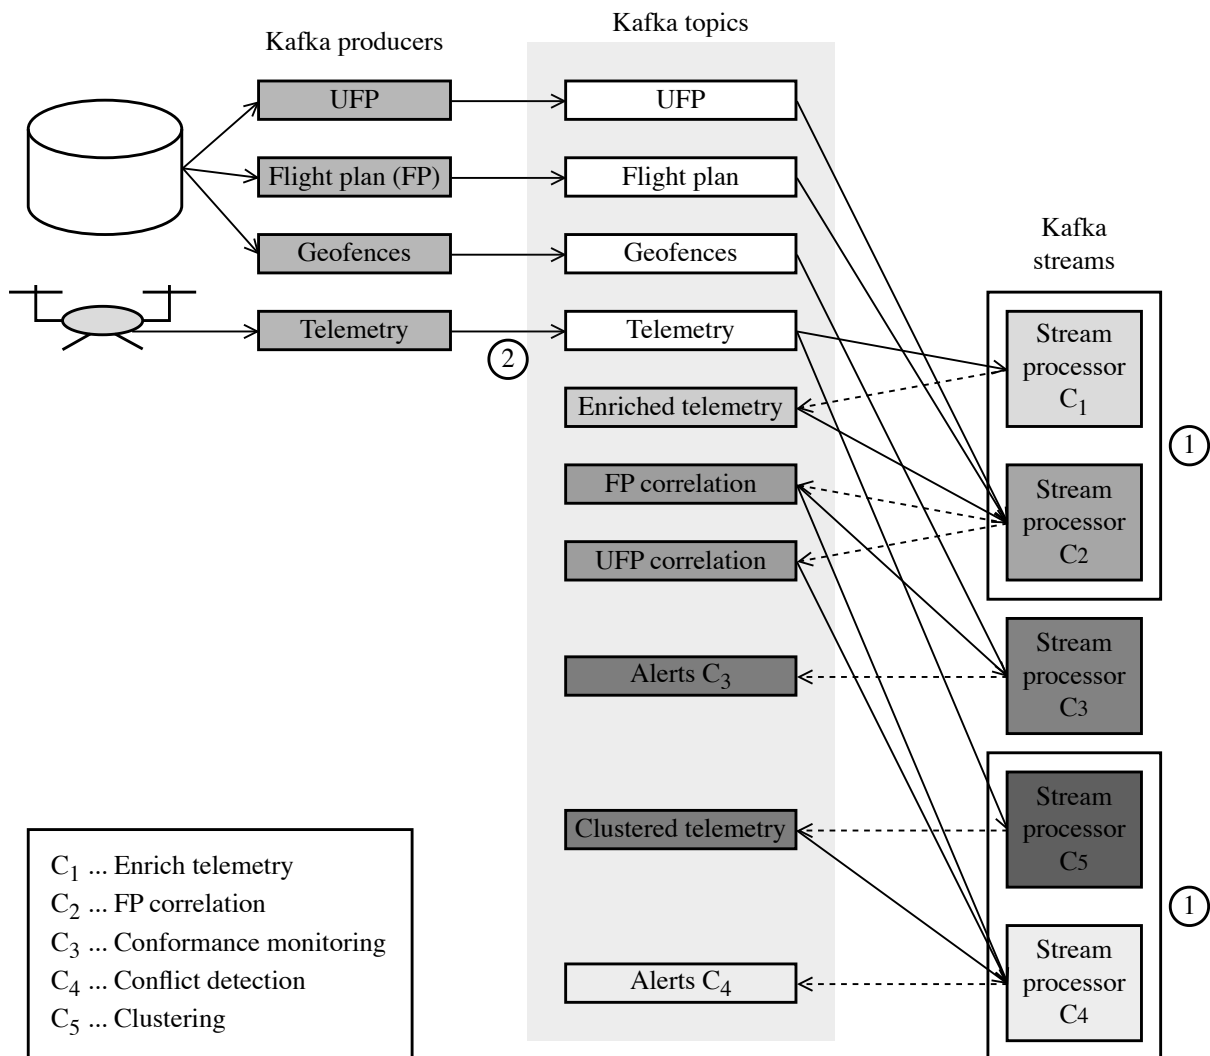 Kafka producers
Kafka topics
UFP
UFP
Flight plan (FP)
Flight plan
Geofences
Geofences
Kafka
streams
Telemetry
2
Telemetry
Stream
processor
C1
Enriched telemetry
1
FP correlation
Stream
processor
C2
UFP correlation
Alerts C3
Stream
processor
C3
Clustered telemetry
Stream
processor
C5
1
Alerts C4
Stream
processor
C4
C1 ... Enrich telemetry
C2 ... FP correlation
C3 ... Conformance monitoring
C4 ... Conflict detection
C5 ... Clustering